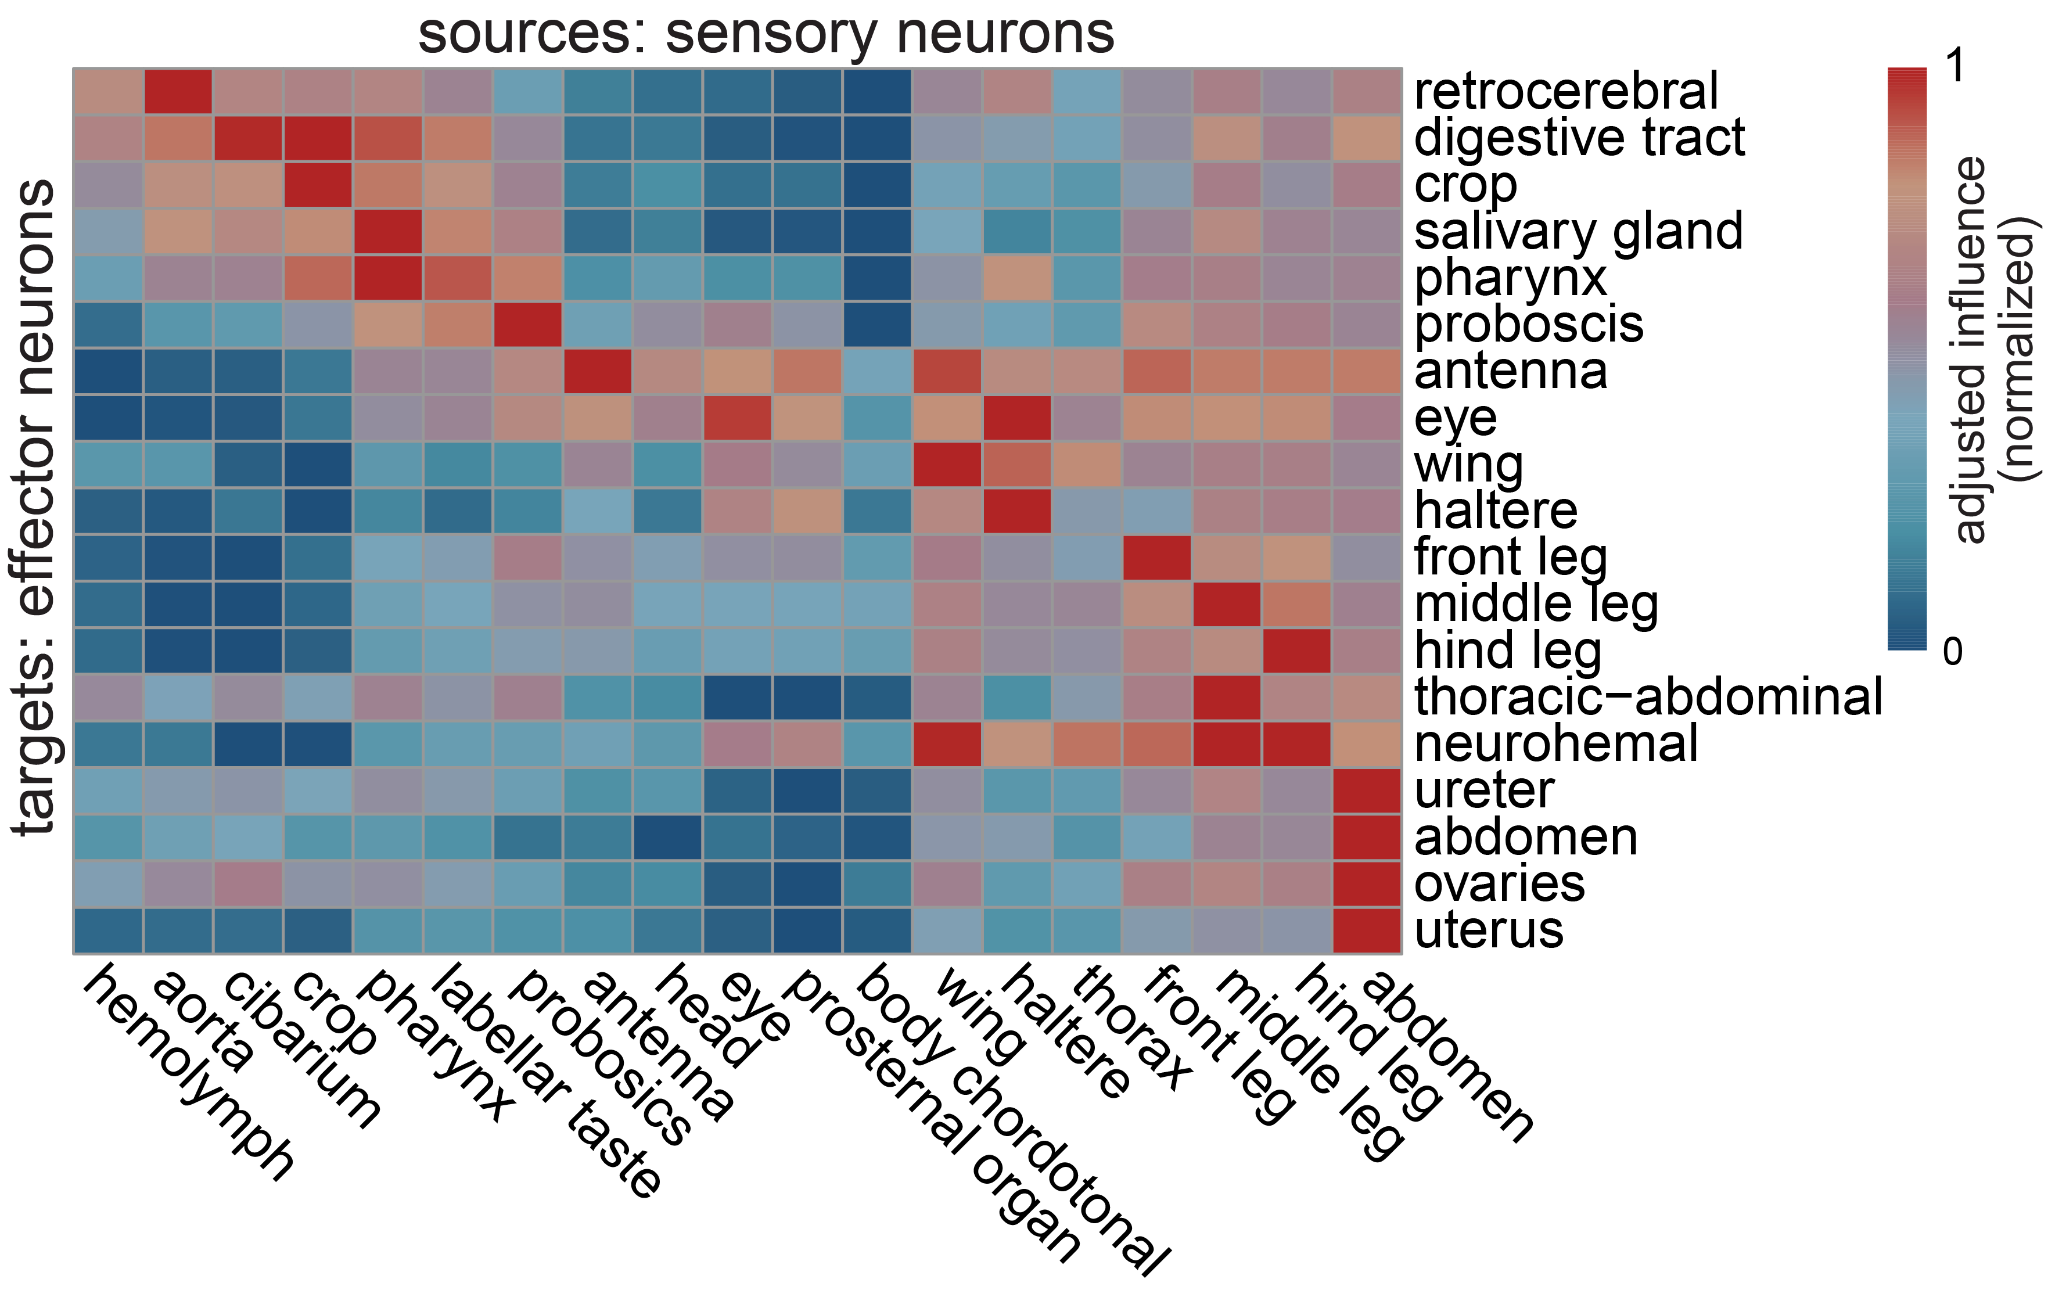 sources: sensory neurons
targets: effector neurons
retrocerebral
digestive tract
crop
salivary gland
pharynx
proboscis
antenna
eye
wing
haltere
front leg
middle leg
hind leg
thoracic−abdominal
neurohemal
ureter
abdomen
ovaries
uterus
hemolymph
aorta
cibarium
crop
pharynx
labellar taste
probosics
antenna
head
eye
prosternal organ
body chordotonal
wing
haltere
thorax
front leg
middle leg
hind leg
abdomen
1
0
adjusted influence
(normalized)